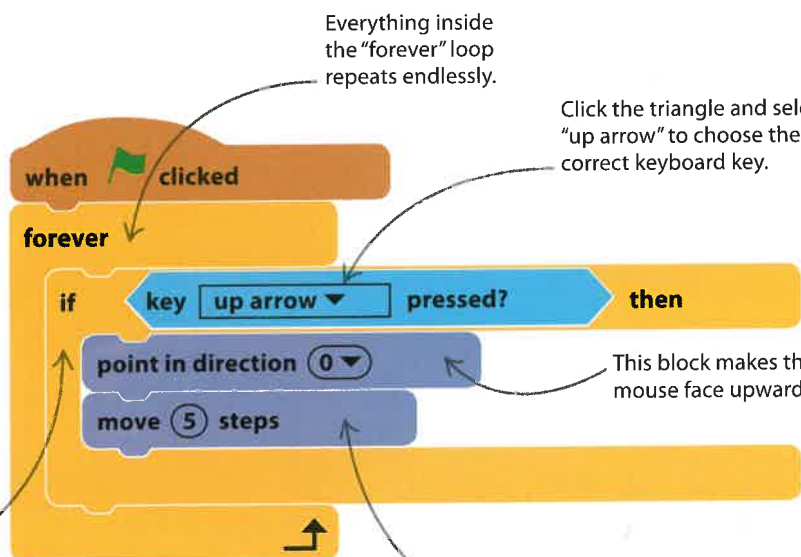 Everything inside
the "forever" loop
repeats endlessly.
Click the triangle and
"up arrow" to choose the
correct keyboard key.
when clicked
forever
if key up arrow pressed? then
point in direction 0
This block makes
mouse face upward
move 5 steps